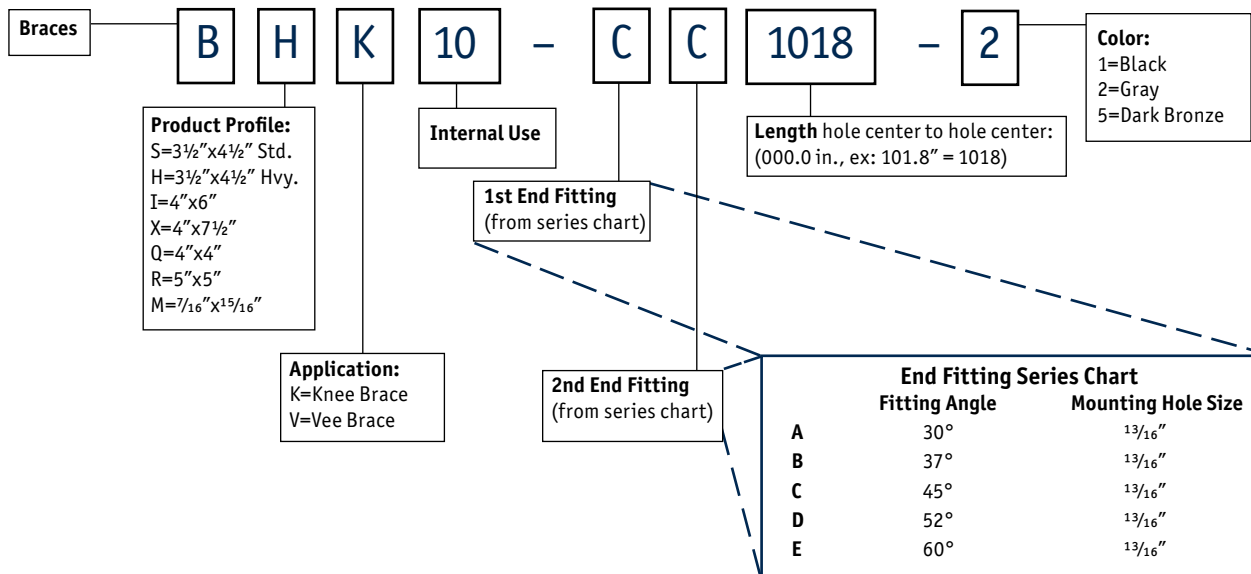 Braces
B H K 10 - C C 1018 - 2
Color:
1=Black
2=Gray
5=Dark Bronze
Product Profile:
S=3½″x4½″ Std.
H=3½″x4½″ Hvy.
I=4″x6″
X=4″x7½″
Q=4″x4″
R=5″x5″
M=⁷/₁₆″x¹⁵/₁₆″
Internal Use
Length hole center to hole center:
(000.0 in., ex: 101.8″ = 1018)
1st End Fitting
(from series chart)
Application:
K=Knee Brace
V=Vee Brace
2nd End Fitting
(from series chart)
End Fitting Series Chart
Fitting Angle Mounting Hole Size
A 30° ¹³/₁₆″
B 37° ¹³/₁₆″
C 45° ¹³/₁₆″
D 52° ¹³/₁₆″
E 60° ¹³/₁₆″